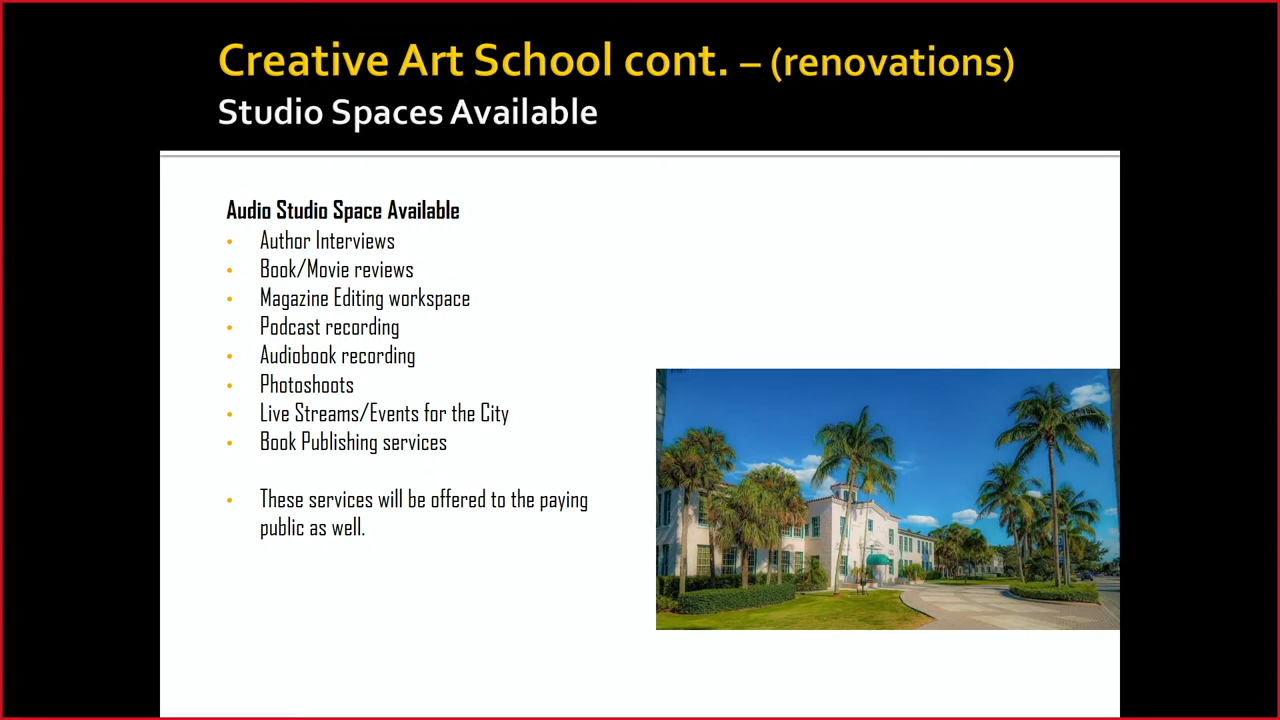 Creative Art School cont. – (renovations)
Studio Spaces Available
Audio Studio Space Available
• Author Interviews
• Book/Movie reviews
• Magazine Editing workspace
• Podcast recording
• Audiobook recording
• Photoshoots
• Live Streams/Events for the City
• Book Publishing services
• These services will be offered to the paying
public as well.